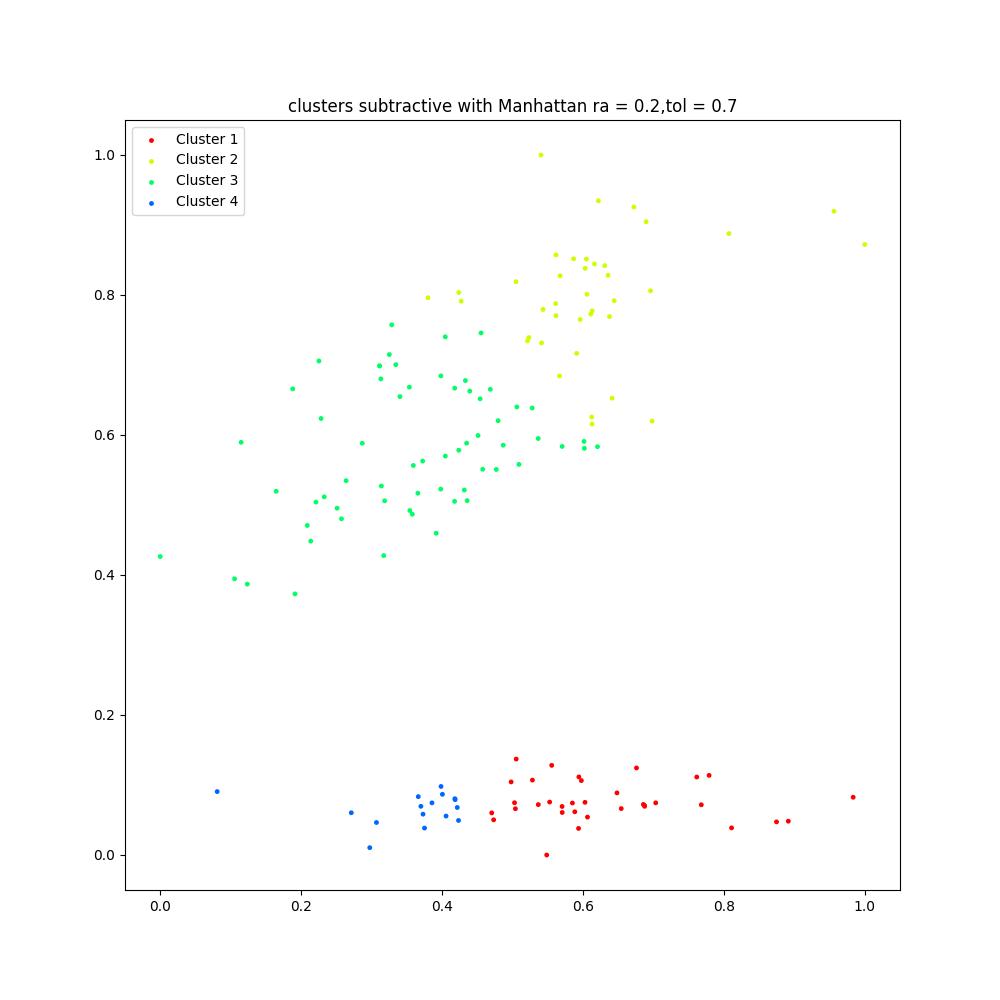 clusters subtractive with Manhattan ra = 0.2,tol = 0.7
Cluster 1
Cluster 2
Cluster 3
Cluster 4
1.0
0.8
0.6
0.4
0.2
0.0
0.0 0.2 0.4 0.6 0.8 1.0